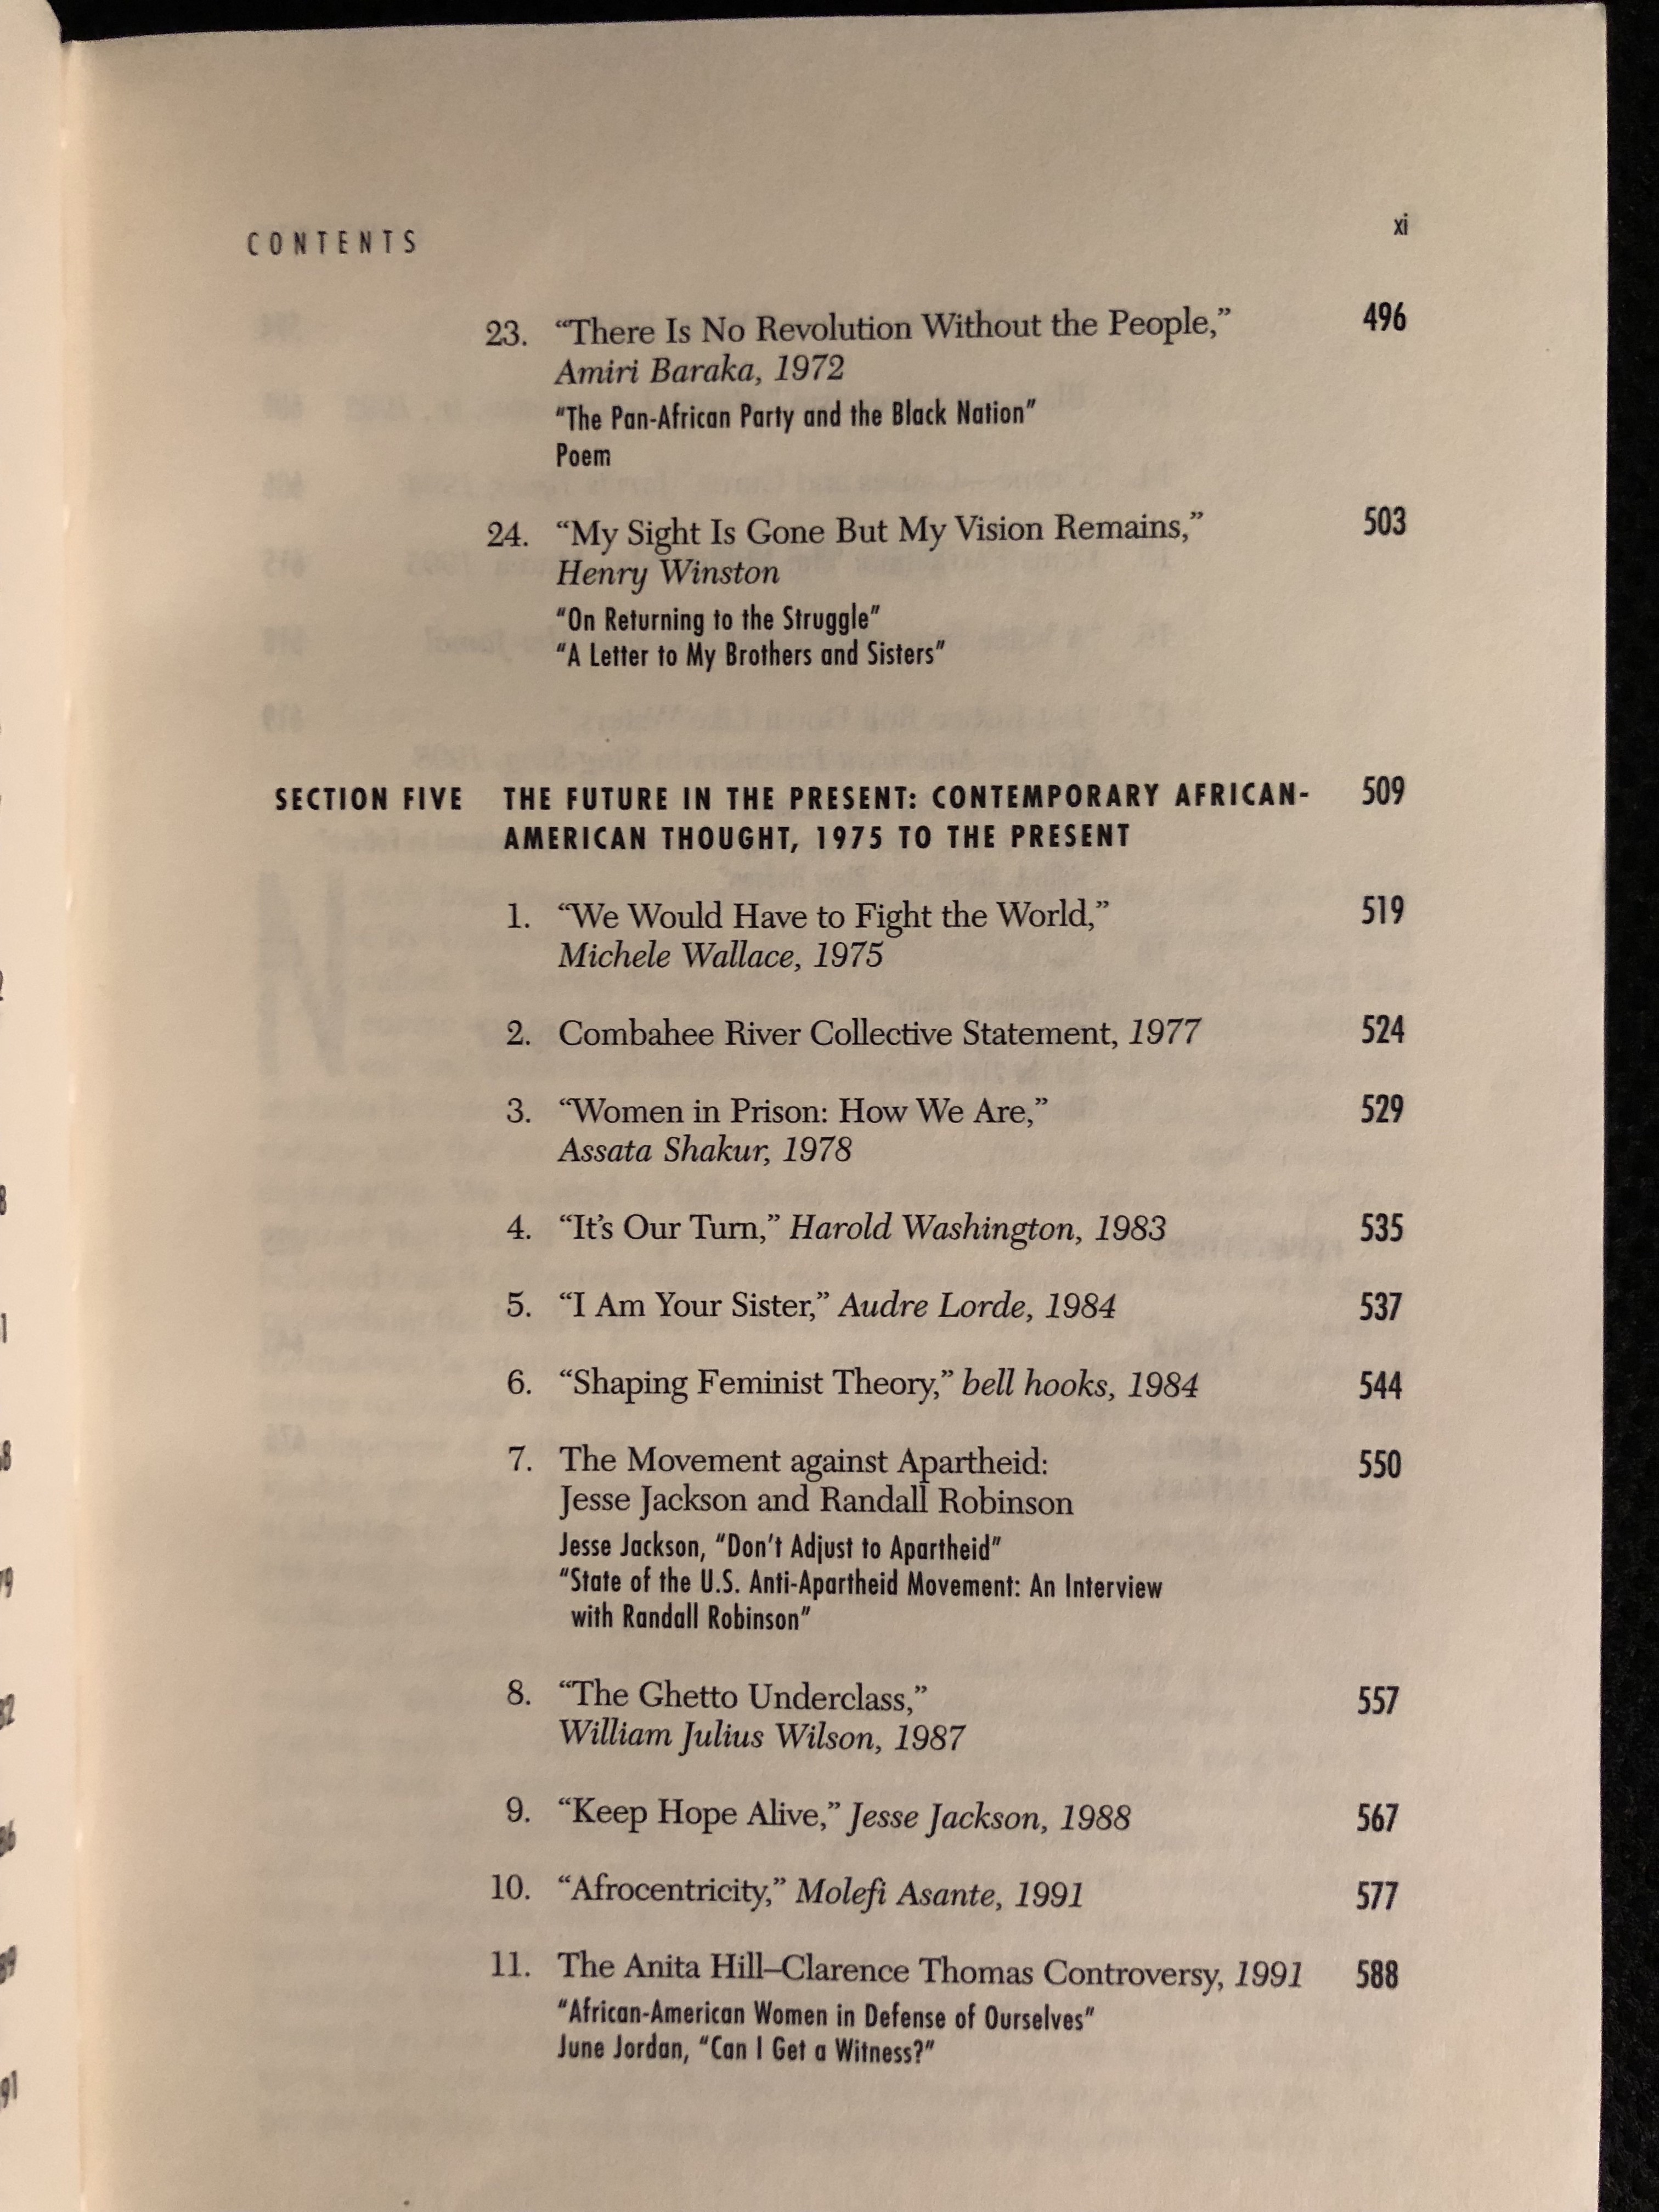 CONTENTS
xi
23. “There Is No Revolution Without the People,” 496
Amiri Baraka, 1972
“The Pan-African Party and the Black Nation”
Poem
24. “My Sight Is Gone But My Vision Remains,” 503
Henry Winston
“On Returning to the Struggle”
“A Letter to My Brothers and Sisters”
SECTION FIVE THE FUTURE IN THE PRESENT: CONTEMPORARY AFRICAN- 509
AMERICAN THOUGHT, 1975 TO THE PRESENT
1. “We Would Have to Fight the World,” 519
Michele Wallace, 1975
2. Combahee River Collective Statement, 1977 524
3. “Women in Prison: How We Are,” 529
Assata Shakur, 1978
4. “It’s Our Turn,” Harold Washington, 1983 535
5. “I Am Your Sister,” Audre Lorde, 1984 537
6. “Shaping Feminist Theory,” bell hooks, 1984 544
7. The Movement against Apartheid: 550
Jesse Jackson and Randall Robinson
Jesse Jackson, “Don’t Adjust to Apartheid”
“State of the U.S. Anti-Apartheid Movement: An Interview
with Randall Robinson”
8. “The Ghetto Underclass,” 557
William Julius Wilson, 1987
9. “Keep Hope Alive,” Jesse Jackson, 1988 567
10. “Afrocentricity,” Molefi Asante, 1991 577
11. The Anita Hill–Clarence Thomas Controversy, 1991 588
“African-American Women in Defense of Ourselves”
June Jordan, “Can I Get a Witness?”